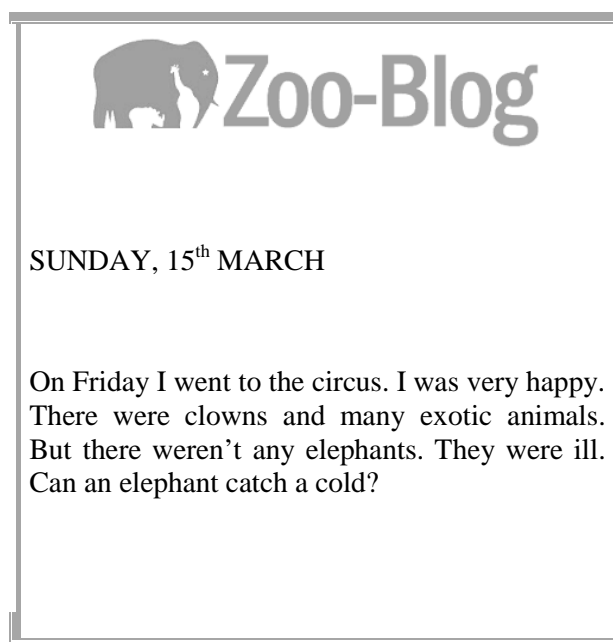 Zoo-Blog
SUNDAY, 15th MARCH
On Friday I went to the circus. I was very happy.
There were clowns and many exotic animals.
But there weren’t any elephants. They were ill.
Can an elephant catch a cold?